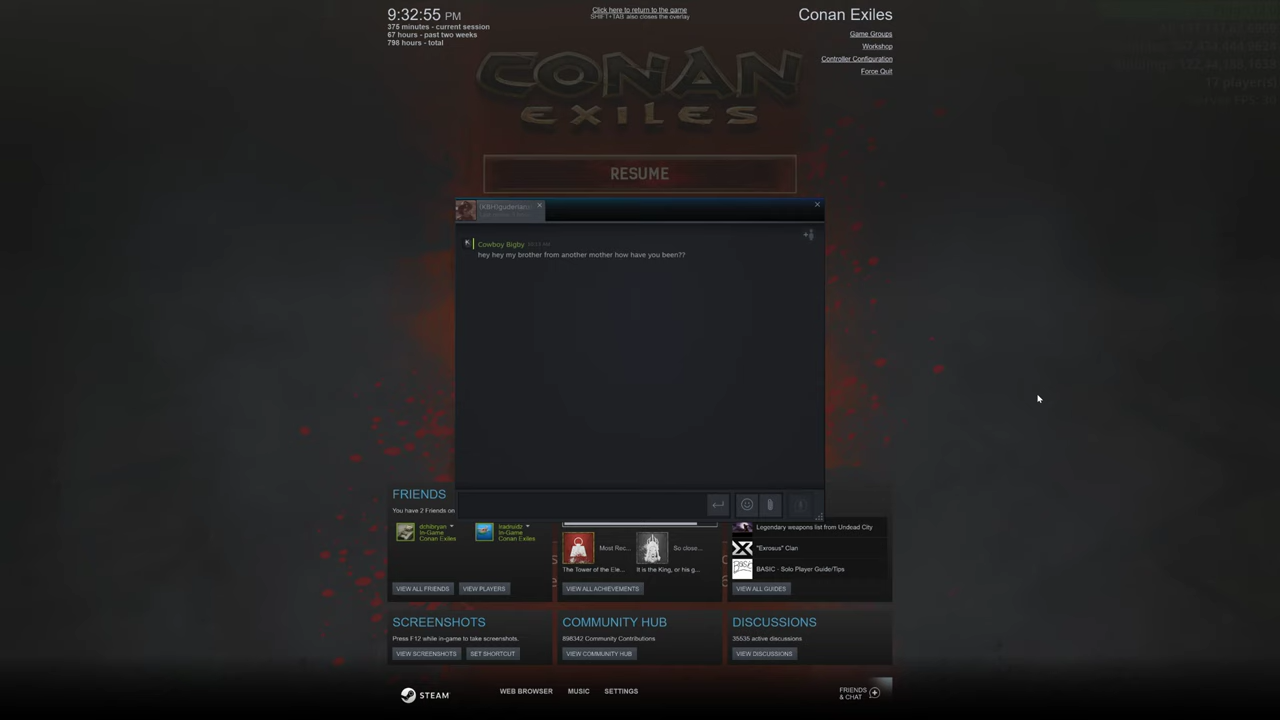 9:32:55 PM
375 minutes - current session
67 hours - past two weeks
798 hours - total
Click here to return to the game
SHIFT+TAB also closes the overlay
Conan Exiles
Game Groups
Workshop
Controller Configuration
Force Quit
17 player(s)
CONAN
EXILES
RESUME
Cowboy Bigby
hey hey my brother from another mother how have you been??
FRIENDS
You have 2 Friends on
dchibryan
In-Game
Conan Exiles
In-Game
Conan Exiles
Most Rec...
So close...
The Tower of the Ele...
It is the King, or his g...
Legendary weapons list from Undead City
"Exrosus" Clan
BASIC - Solo Player Guide/Tips
VIEW ALL FRIENDS
VIEW PLAYERS
VIEW ALL ACHIEVEMENTS
VIEW ALL GUIDES
SCREENSHOTS
Press F12 while in-game to take screenshots.
VIEW SCREENSHOTS
SET SHORTCUT
COMMUNITY HUB
898342 Community Contributions
VIEW COMMUNITY HUB
DISCUSSIONS
35535 active discussions
VIEW DISCUSSIONS
STEAM
WEB BROWSER
MUSIC
SETTINGS
FRIENDS
& CHAT